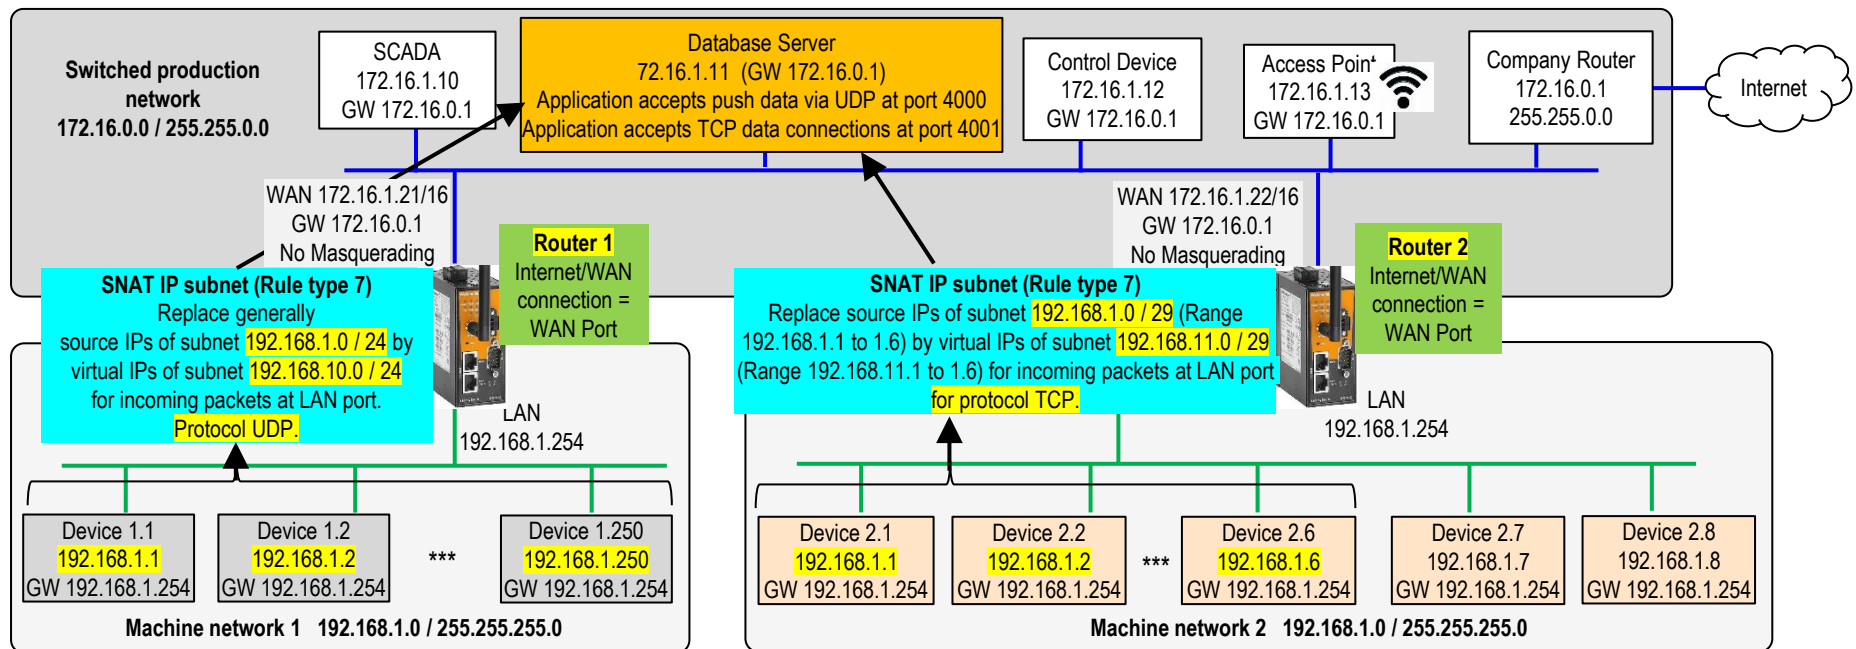 Switched production
network
172.16.0.0 / 255.255.0.0
SCADA
172.16.1.10
GW 172.16.0.1
Database Server
72.16.1.11 (GW 172.16.0.1)
Application accepts push data via UDP at port 4000
Application accepts TCP data connections at port 4001
Control Device
172.16.1.12
GW 172.16.0.1
Access Point
172.16.1.13
GW 172.16.0.1
Company Router
172.16.0.1
255.255.0.0
Internet
WAN 172.16.1.21/16
GW 172.16.0.1
No Masquerading
Router 1
Internet/WAN
connection =
WAN Port
SNAT IP subnet (Rule type 7)
Replace generally
source IPs of subnet 192.168.1.0 / 24 by
virtual IPs of subnet 192.168.10.0 / 24
for incoming packets at LAN port.
Protocol UDP.
LAN
192.168.1.254
WAN 172.16.1.22/16
GW 172.16.0.1
No Masquerading
Router 2
Internet/WAN
connection =
WAN Port
SNAT IP subnet (Rule type 7)
Replace source IPs of subnet 192.168.1.0 / 29 (Range
192.168.1.1 to 1.6) by virtual IPs of subnet 192.168.11.0 / 29
(Range 192.168.11.1 to 1.6) for incoming packets at LAN port
for protocol TCP.
LAN
192.168.1.254
Device 1.1
192.168.1.1
GW 192.168.1.254
Device 1.2
192.168.1.2
GW 192.168.1.254
***
Device 1.250
192.168.1.250
GW 192.168.1.254
Machine network 1 192.168.1.0 / 255.255.255.0
Device 2.1
192.168.1.1
GW 192.168.1.254
Device 2.2
192.168.1.2
GW 192.168.1.254
***
Device 2.6
192.168.1.6
GW 192.168.1.254
Device 2.7
192.168.1.7
GW 192.168.1.254
Device 2.8
192.168.1.8
GW 192.168.1.254
Machine network 2 192.168.1.0 / 255.255.255.0